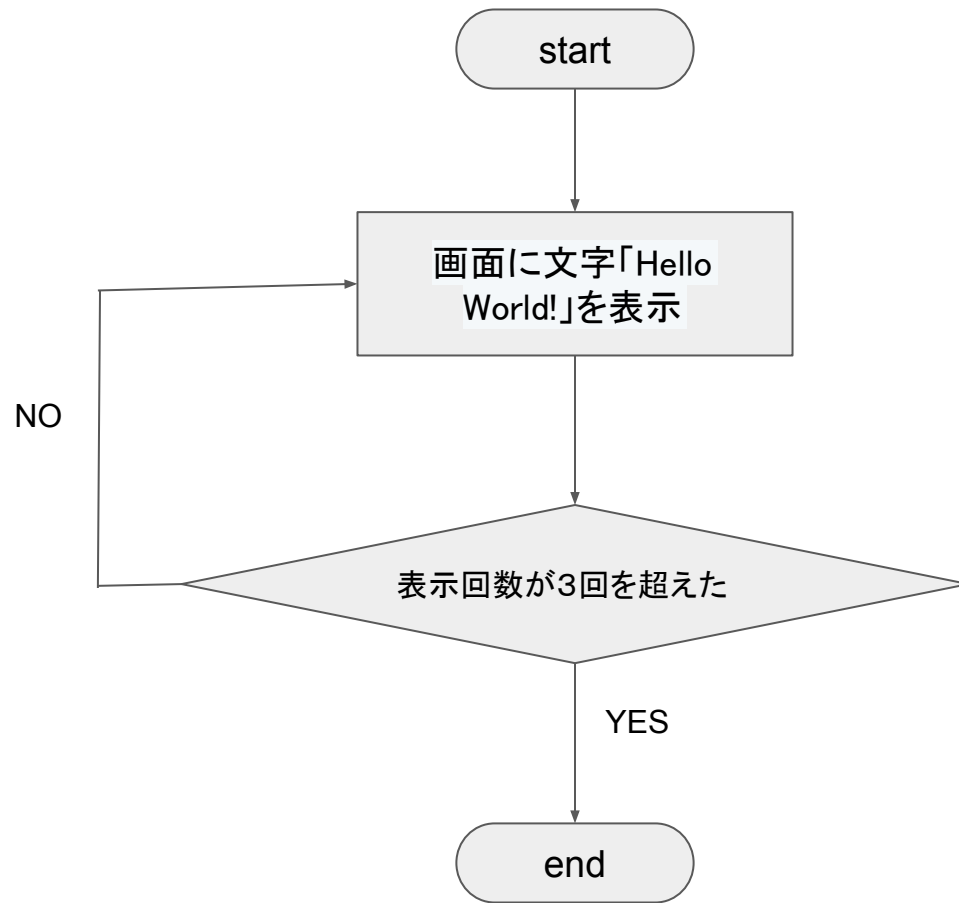 start
画面に文字｢Hello
World!｣を表示
NO
表示回数が３回を超えた
YES
end